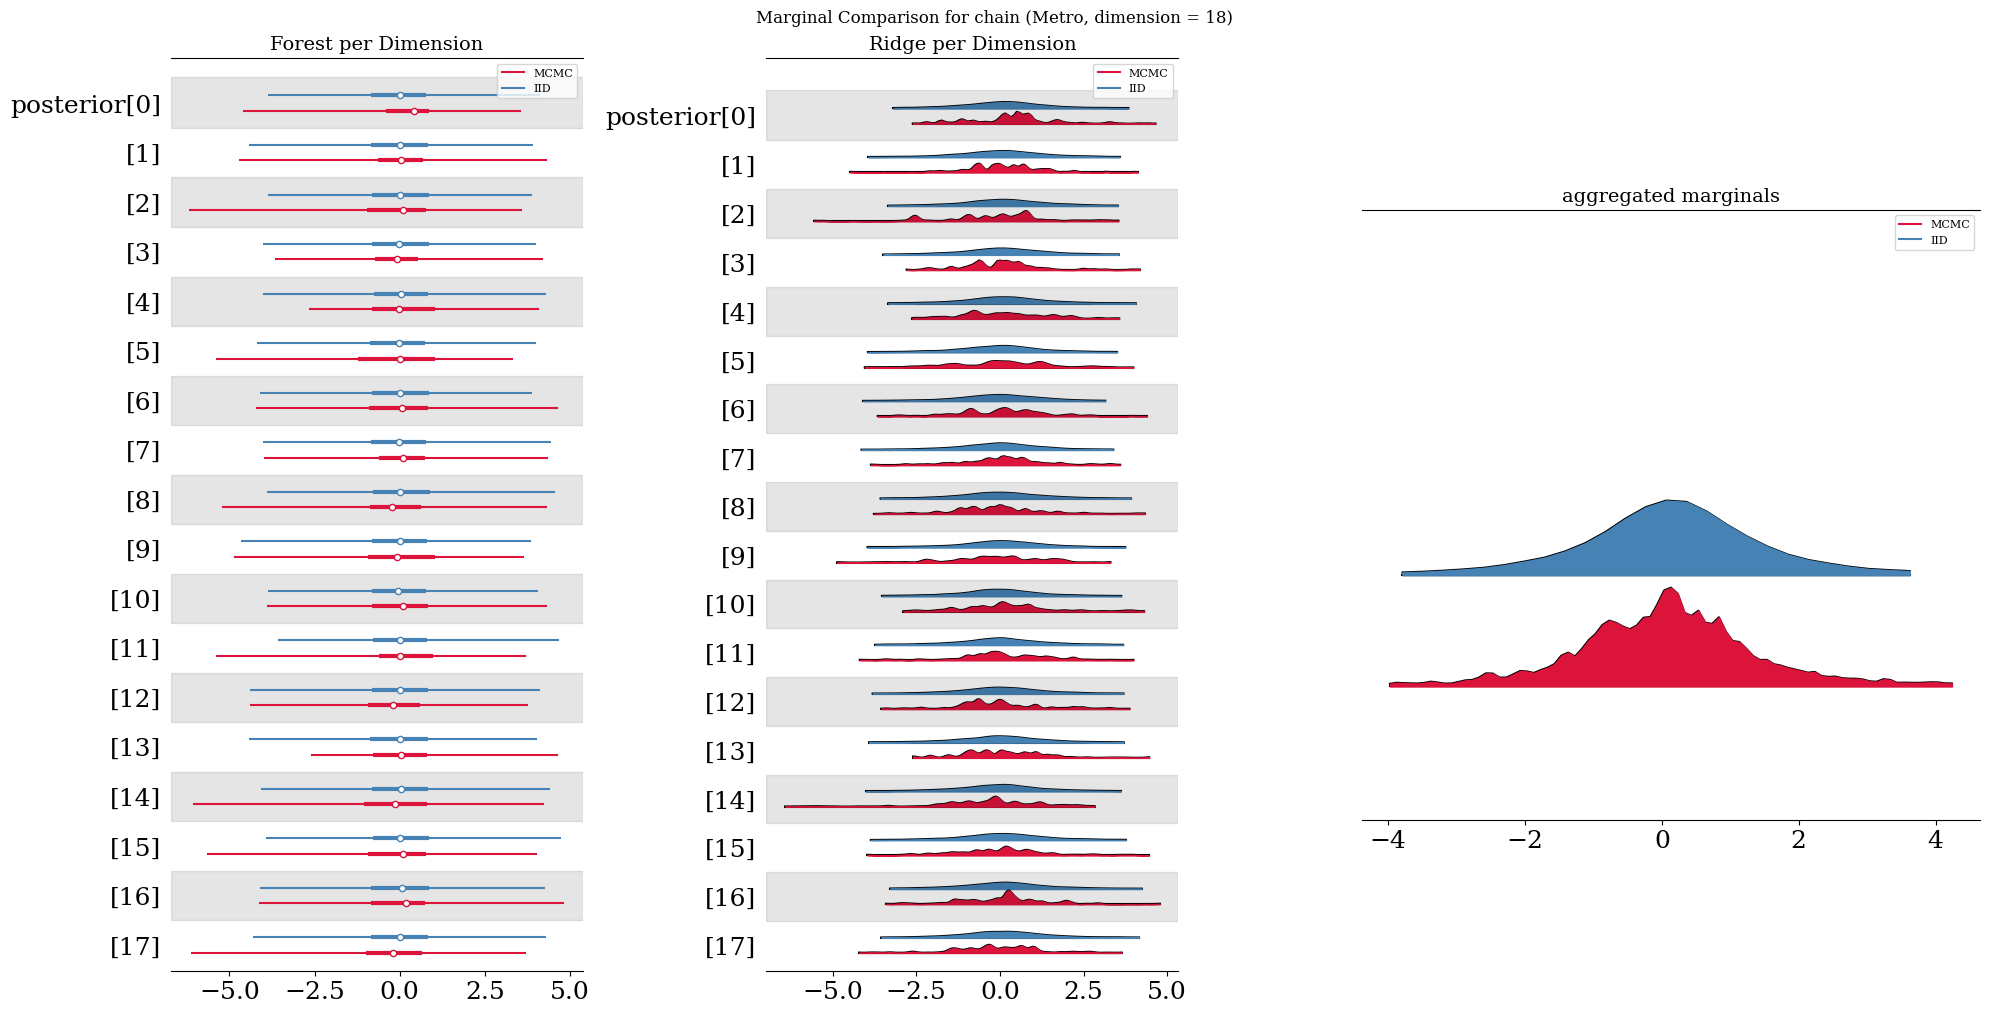 Marginal Comparison for chain (Metro, dimension = 18)
Forest per Dimension
MCMC
IID
posterior[0]
[1]
[2]
[3]
[4]
[5]
[6]
[7]
[8]
[9]
[10]
[11]
[12]
[13]
[14]
[15]
[16]
[17]
−5.0 −2.5 0.0 2.5 5.0
Ridge per Dimension
MCMC
IID
posterior[0]
[1]
[2]
[3]
[4]
[5]
[6]
[7]
[8]
[9]
[10]
[11]
[12]
[13]
[14]
[15]
[16]
[17]
−5.0 −2.5 0.0 2.5 5.0
aggregated marginals
MCMC
IID
−4 −2 0 2 4